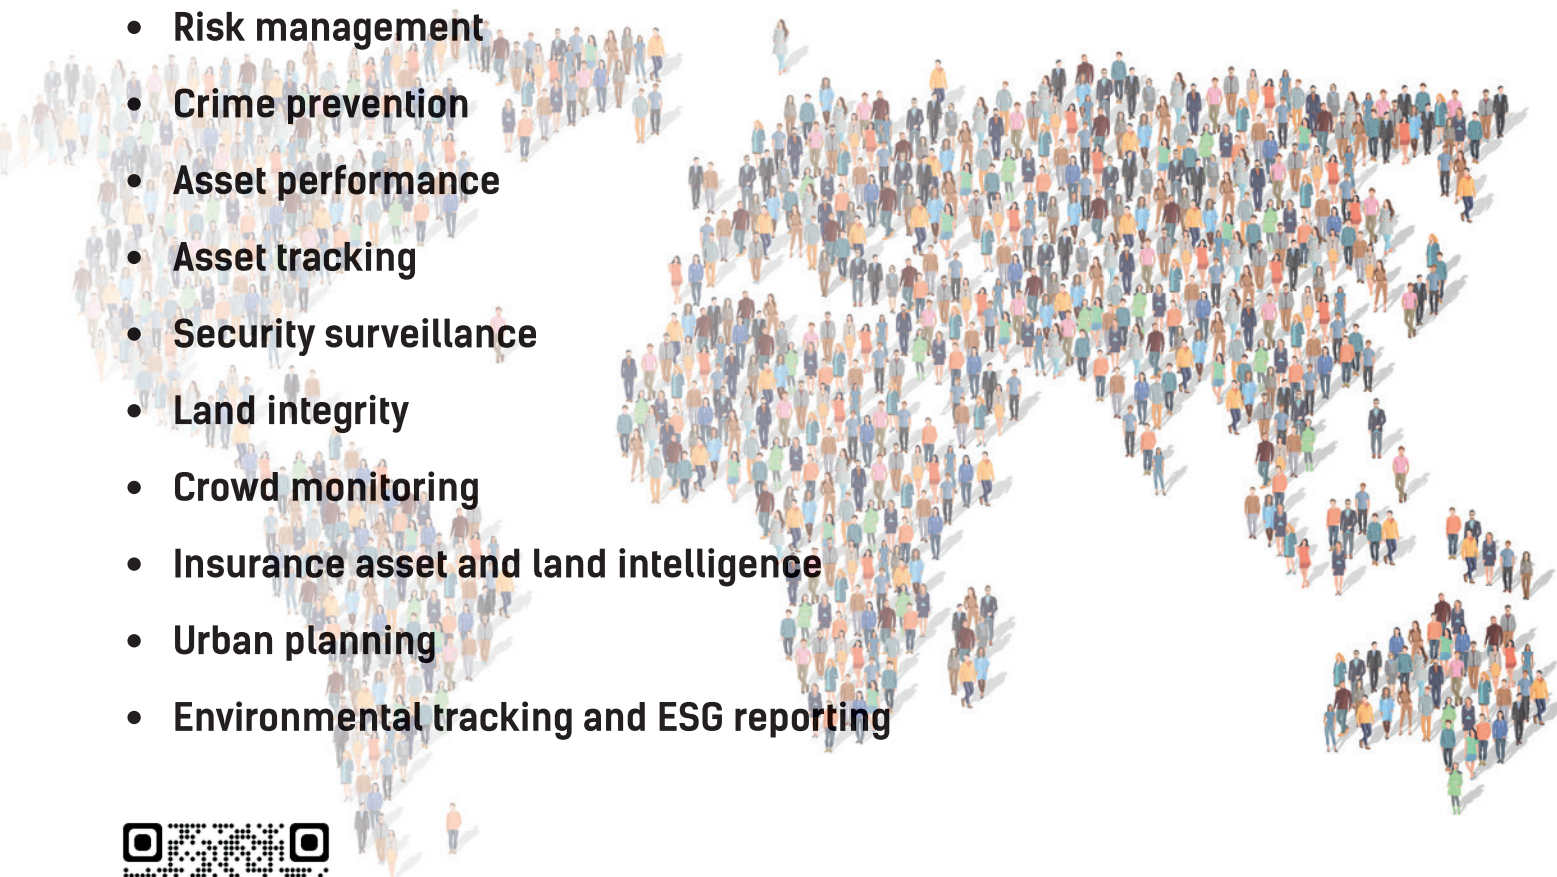 • Risk management
• Crime prevention
• Asset performance
• Asset tracking
• Security surveillance
• Land integrity
• Crowd monitoring
• Insurance asset and land intelligence
• Urban planning
• Environmental tracking and ESG reporting